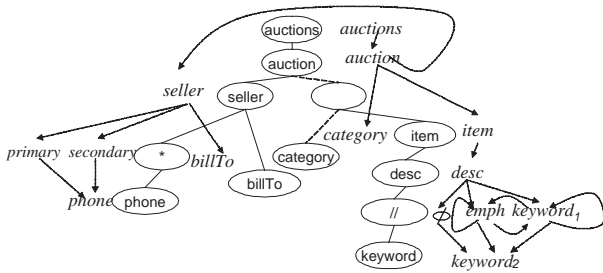 auctions auctions
auction auction
seller seller
category item item
primary secondary * billTo category
desc desc
billTo
phone phone
// ϕ emph keyword1
keyword keyword2